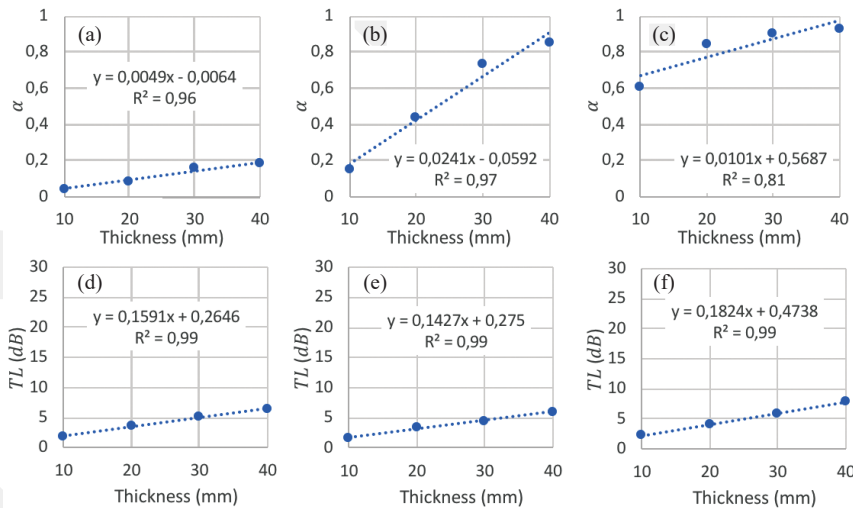 (a)
1
0,8
0,6
0,4
0,2
0
α
y = 0,0049x - 0,0064
R² = 0,96
10 20 30 40
Thickness (mm)
(b)
1
0,8
0,6
0,4
0,2
0
α
y = 0,0241x - 0,0592
R² = 0,97
10 20 30 40
Thickness (mm)
(c)
1
0,8
0,6
0,4
0,2
0
α
y = 0,0101x + 0,5687
R² = 0,81
10 20 30 40
Thickness (mm)
(d)
30
25
20
15
10
5
0
TL (dB)
y = 0,1591x + 0,2646
R² = 0,99
10 20 30 40
Thickness (mm)
(e)
30
25
20
15
10
5
0
TL (dB)
y = 0,1427x + 0,275
R² = 0,99
10 20 30 40
Thickness (mm)
(f)
30
25
20
15
10
5
0
TL (dB)
y = 0,1824x + 0,4738
R² = 0,99
10 20 30 40
Thickness (mm)